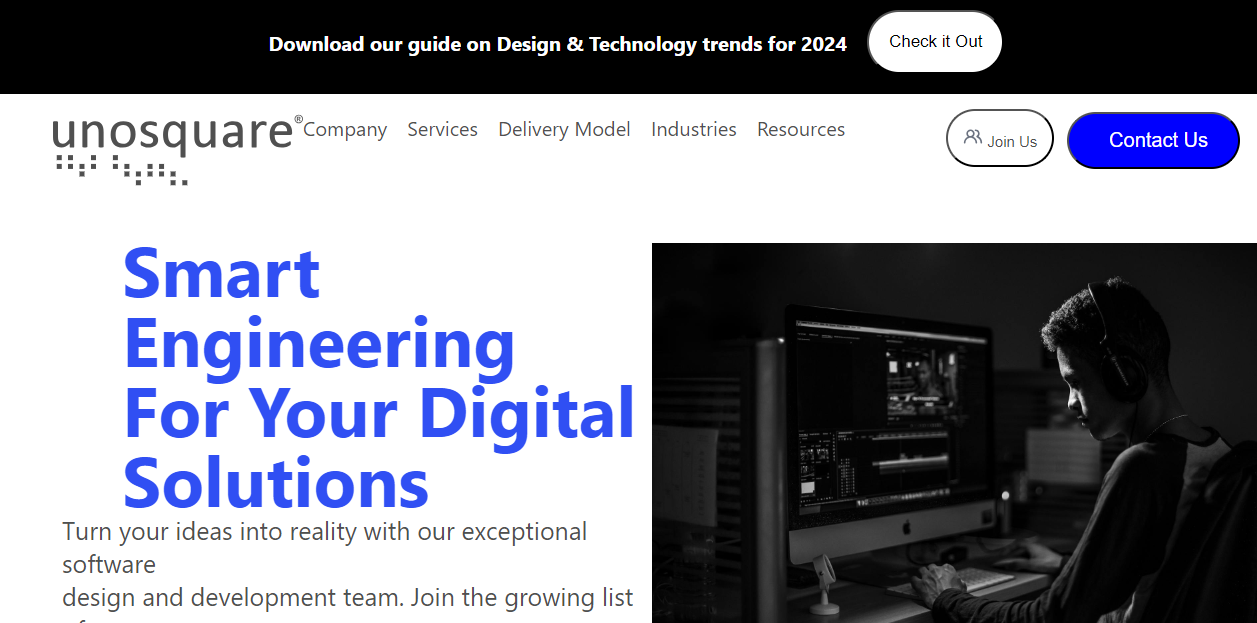 Download our guide on Design & Technology trends for 2024
Check it Out
unosquare®
Company Services Delivery Model Industries Resources
Join Us
Contact Us
Smart
Engineering
For Your Digital
Solutions
Turn your ideas into reality with our exceptional
software
design and development team. Join the growing list